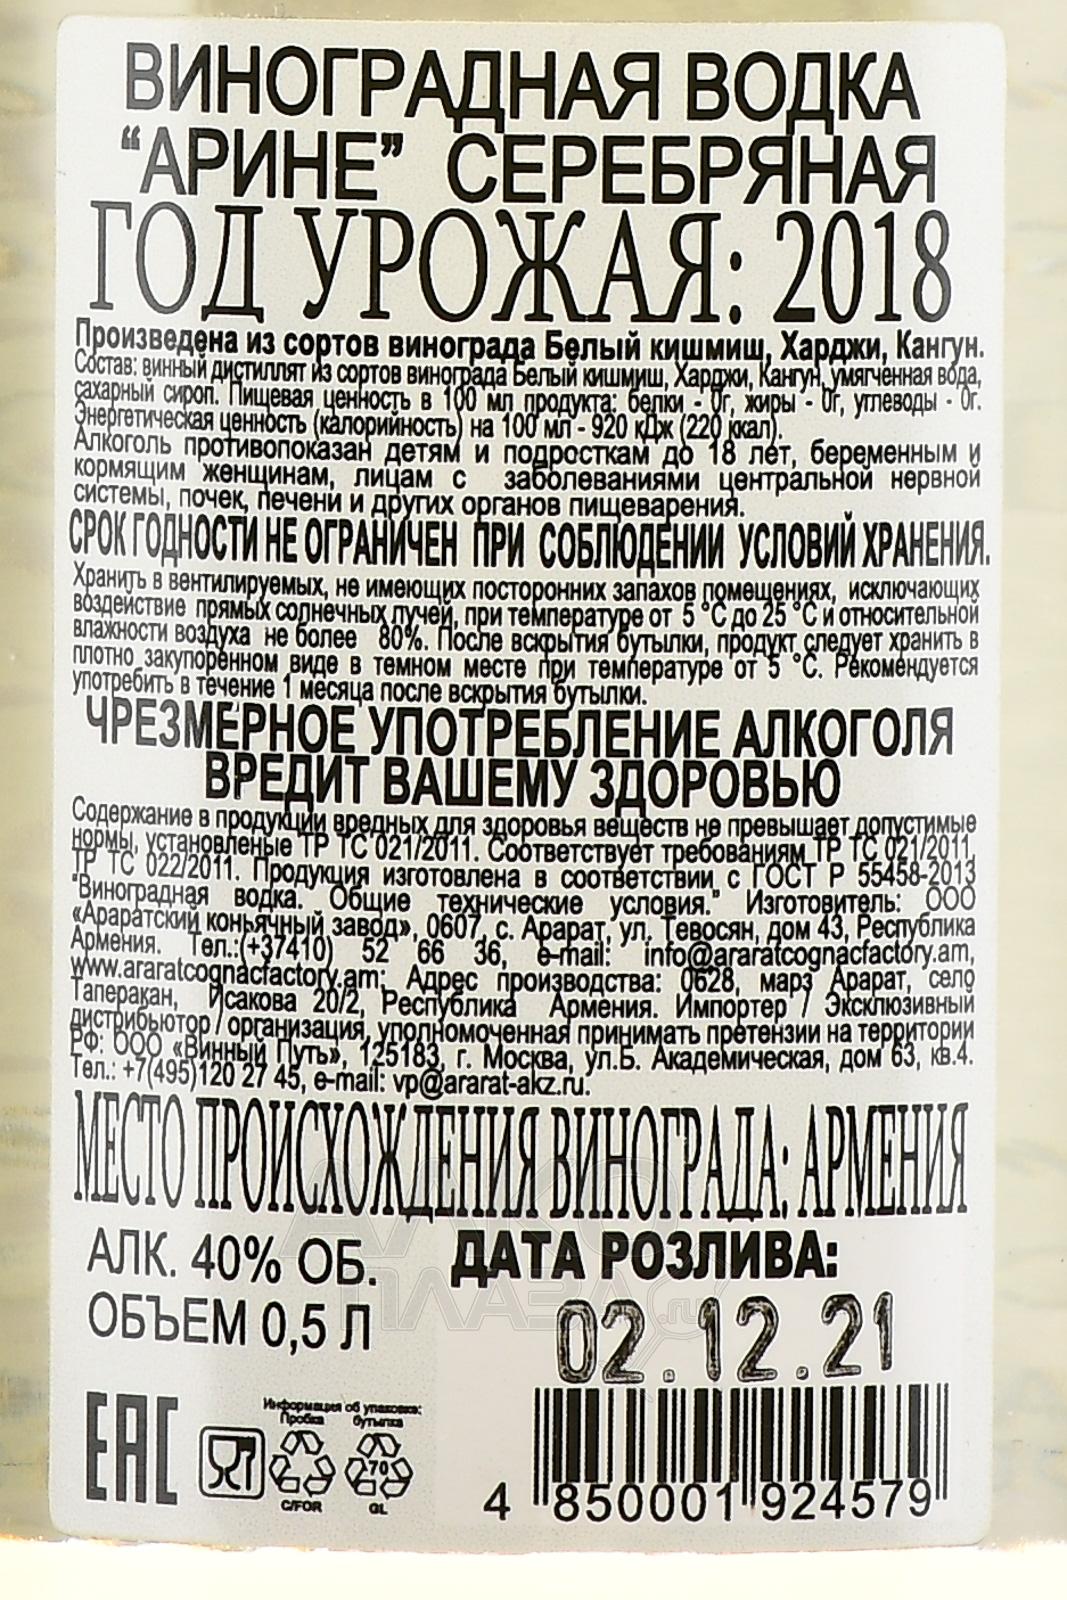 ВИНОГРАДНАЯ ВОДКА
“АРИНЕ” СЕРЕБРЯНАЯ
ГОД УРОЖАЯ: 2018
Произведена из сортов винограда Белый кишмиш, Харджи, Кангун.
Состав: винный дистиллят из сортов винограда Белый кишмиш, Харджи, Кангун, умягченная вода,
сахарный сироп. Пищевая ценность в 100 мл продукта: белки - 0г, жиры - 0г, углеводы - 0г.
Энергетическая ценность (калорийность) на 100 мл - 920 кДж (220 ккал).
Алкоголь противопоказан детям и подросткам до 18 лет, беременным и
кормящим женщинам, лицам с заболеваниями центральной нервной
системы, почек, печени и других органов пищеварения.
СРОК ГОДНОСТИ НЕ ОГРАНИЧЕН ПРИ СОБЛЮДЕНИИ УСЛОВИЙ ХРАНЕНИЯ.
Хранить в вентилируемых, не имеющих посторонних запахов помещениях, исключающих
воздействие прямых солнечных лучей, при температуре от 5 °С до 25 °С и относительной
влажности воздуха не более 80%. После вскрытия бутылки, продукт следует хранить в
плотно закупоренном виде в темном месте при температуре от 5 °С. Рекомендуется
употребить в течение 1 месяца после вскрытия бутылки.
ЧРЕЗМЕРНОЕ УПОТРЕБЛЕНИЕ АЛКОГОЛЯ
ВРЕДИТ ВАШЕМУ ЗДОРОВЬЮ
Содержание в продукции вредных для здоровья веществ не превышает допустимые
нормы, установленые ТР ТС 021/2011. Соответствует требованиям ТР ТС 021/2011,
ТР ТС 022/2011. Продукция изготовлена в соответствии с ГОСТ Р 55458-2013
"Виноградная водка. Общие технические условия." Изготовитель: ООО
«Араратский коньячный завод», 0607, с. Арарат, ул. Тевосян, дом 43, Республика
Армения. Тел.:(+37410) 52 66 36, e-mail: info@araratcognacfactory.am,
www.araratcognacfactory.am; Адрес производства: 0628, марз Арарат, село
Таперакан, Исакова 20/2, Республика Армения. Импортер / Эксклюзивный
дистрибьютор / организация, уполномоченная принимать претензии на территории
РФ: ООО «Винный Путь», 125183, г. Москва, ул.Б. Академическая, дом 63, кв.4.
Тел.: +7(495)120 27 45, e-mail: vp@ararat-akz.ru.
МЕСТО ПРОИСХОЖДЕНИЯ ВИНОГРАДА: АРМЕНИЯ
АЛК. 40% ОБ.
ОБЪЕМ 0,5 Л
ДАТА РОЗЛИВА:
02.12.21
ЕАС
Информация об упаковке:
Пробка бутылка
C/FOR
70
GL
4 850001 924579
АЛКО
ПЛАЗА.ru